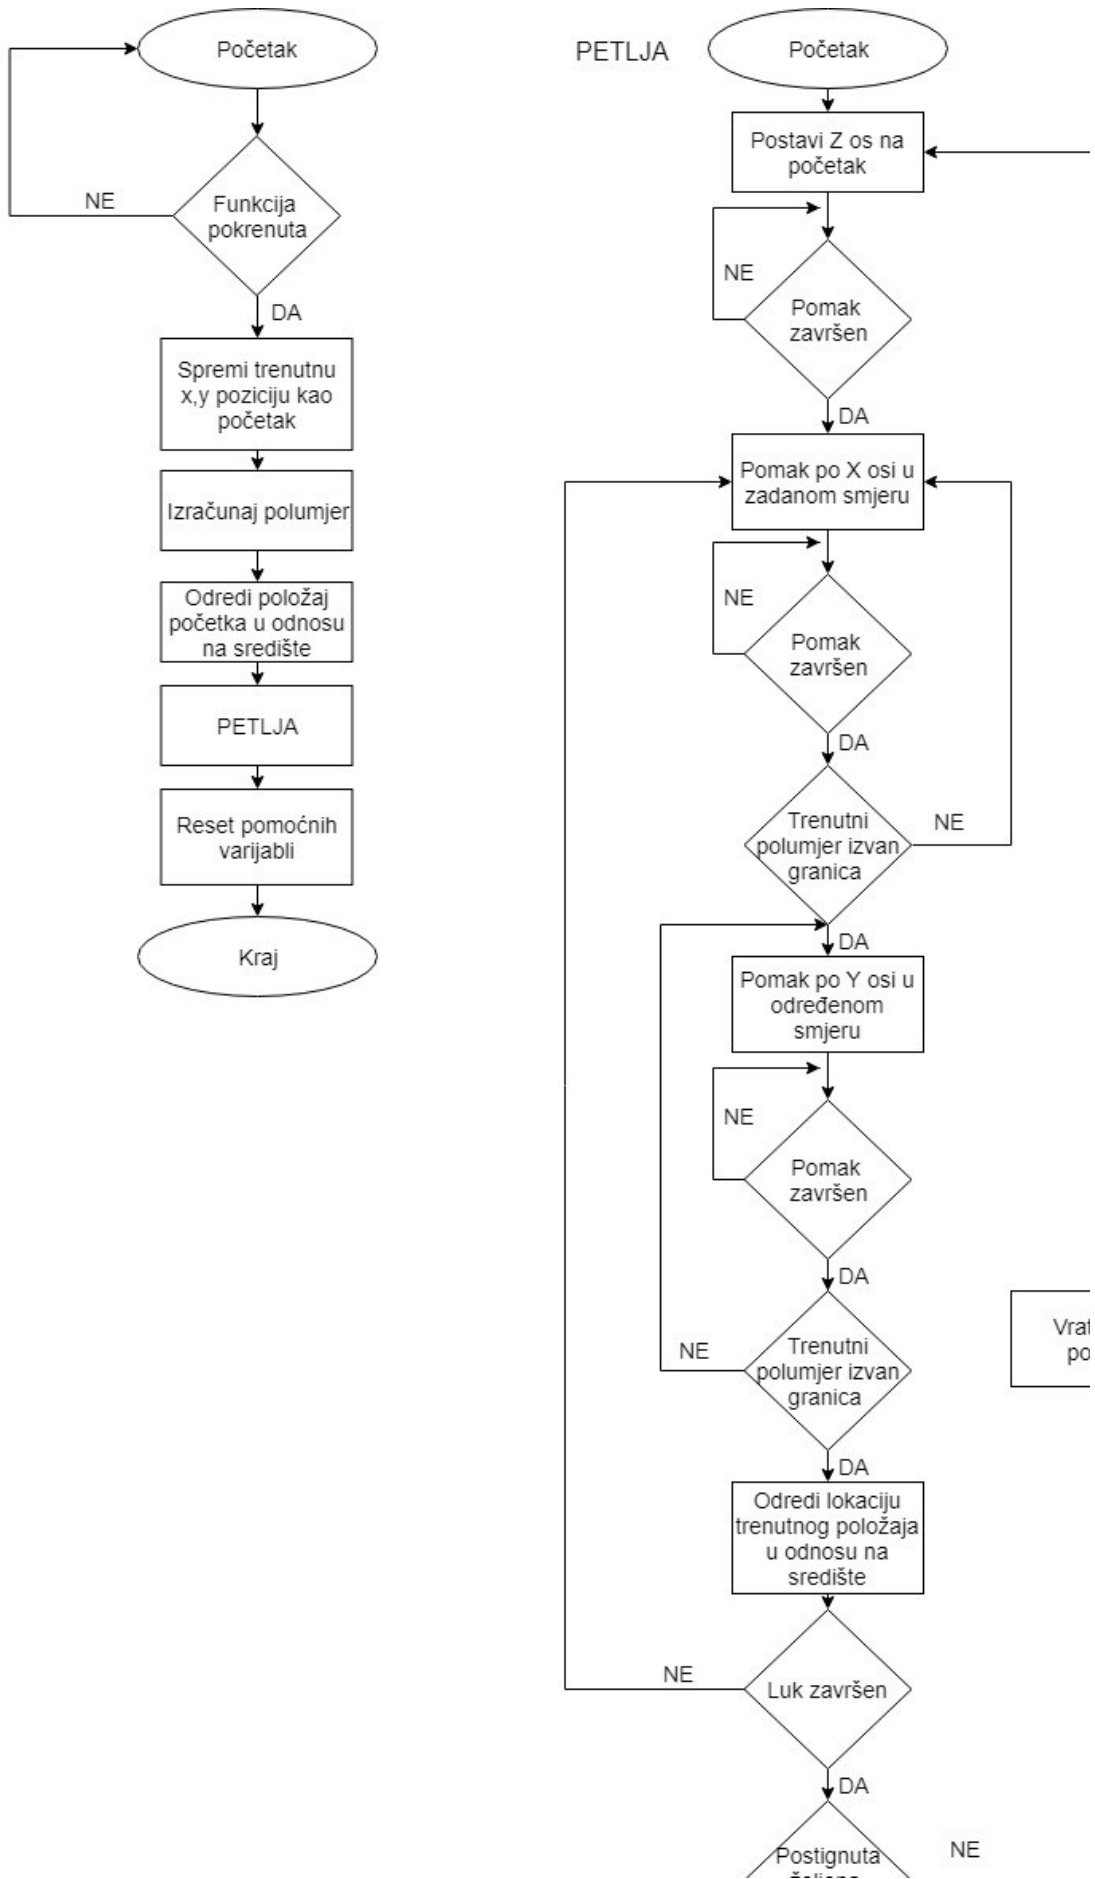 Početak
Funkcija
pokrenuta
NE
DA
Spremi trenutnu
x,y poziciju kao
početak
Izračunaj polumjer
Odredi položaj
početka u odnosu
na središte
PETLJA
Reset pomoćnih
varijabli
Kraj
PETLJA
Početak
Postavi Z os na
početak
NE
Pomak
završen
DA
Pomak po X osi u
zadanom smjeru
NE
Pomak
završen
DA
Trenutni
polumjer izvan
granica
NE
DA
Pomak po Y osi u
određenom
smjeru
NE
Pomak
završen
DA
Trenutni
polumjer izvan
granica
NE
DA
Odredi lokaciju
trenutnog položaja
u odnosu na
središte
Luk završen
NE
DA
Postignuta
NE